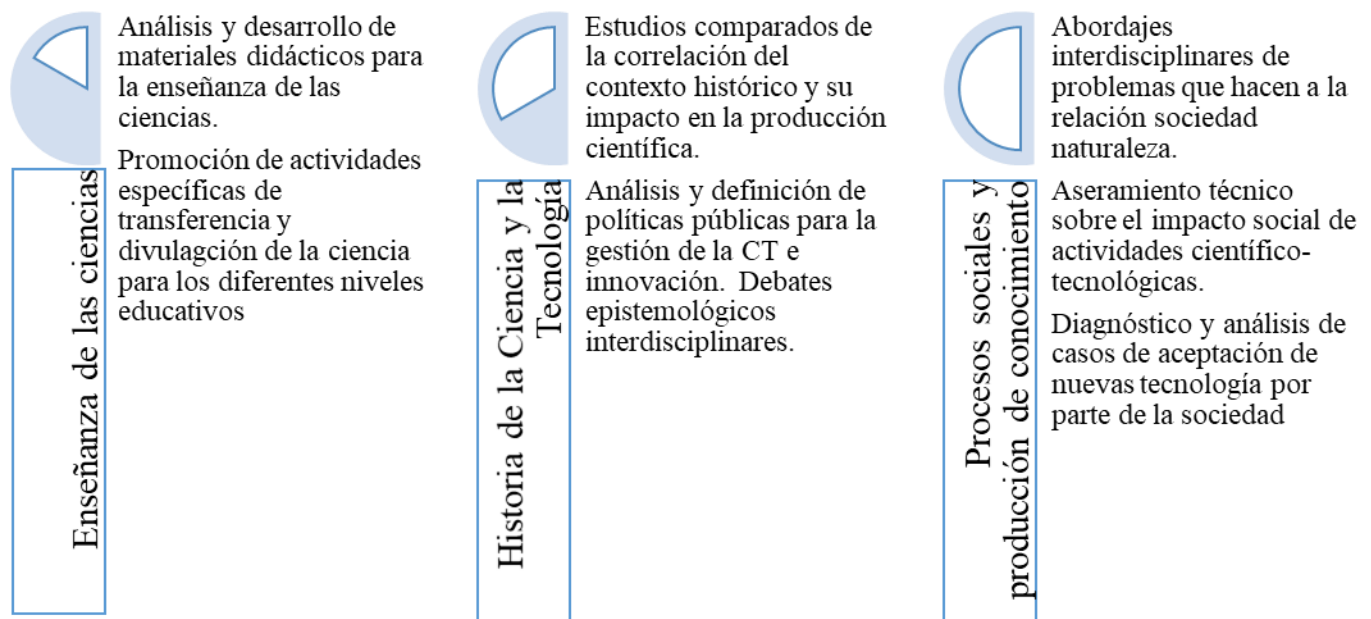 Enseñanza de las ciencias
Análisis y desarrollo de
materiales didácticos para
la enseñanza de las
ciencias.
Promoción de actividades
específicas de
transferencia y
divulagción de la ciencia
para los diferentes niveles
educativos
Historia de la Ciencia y la
Tecnología
Estudios comparados de
la correlación del
contexto histórico y su
impacto en la producción
científica.
Análisis y definición de
políticas públicas para la
gestión de la CT e
innovación. Debates
epistemológicos
interdisciplinares.
Procesos sociales y
producción de conocimiento
Abordajes
interdisciplinares de
problemas que hacen a la
relación sociedad
naturaleza.
Aseramiento técnico
sobre el impacto social de
actividades científico-
tecnológicas.
Diagnóstico y análisis de
casos de aceptación de
nuevas tecnología por
parte de la sociedad